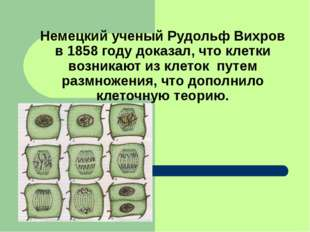 Немецкий ученый Рудольф Вихров
в 1858 году доказал, что клетки
возникают из клеток путем
размножения, что дополнило
клеточную теорию.